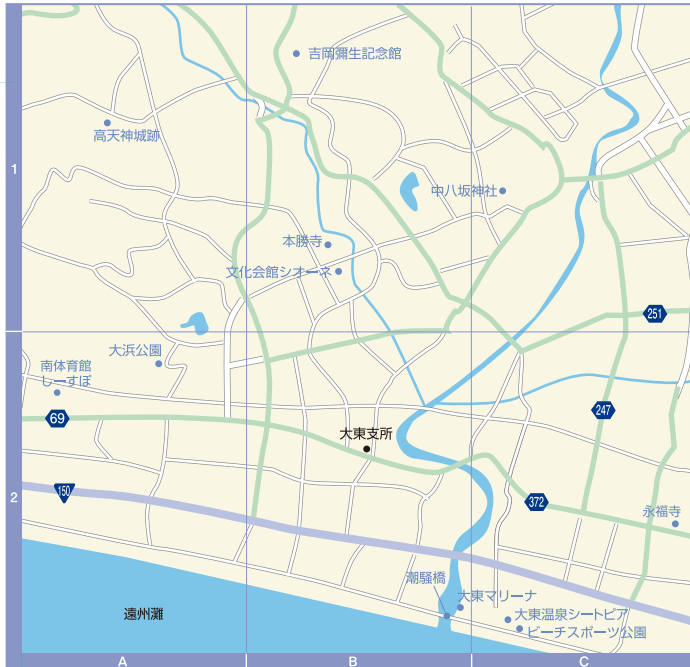 吉岡彌生記念館
高天神城跡
1
中八坂神社
本勝寺
文化会館シオーネ
251
大浜公園
南体育館
しーすぽ
69
大東支所
247
150
372
2
永福寺
潮騒橋
大東マリーナ
大東温泉シートピア
ビーチスポーツ公園
遠州灘
A
B
C